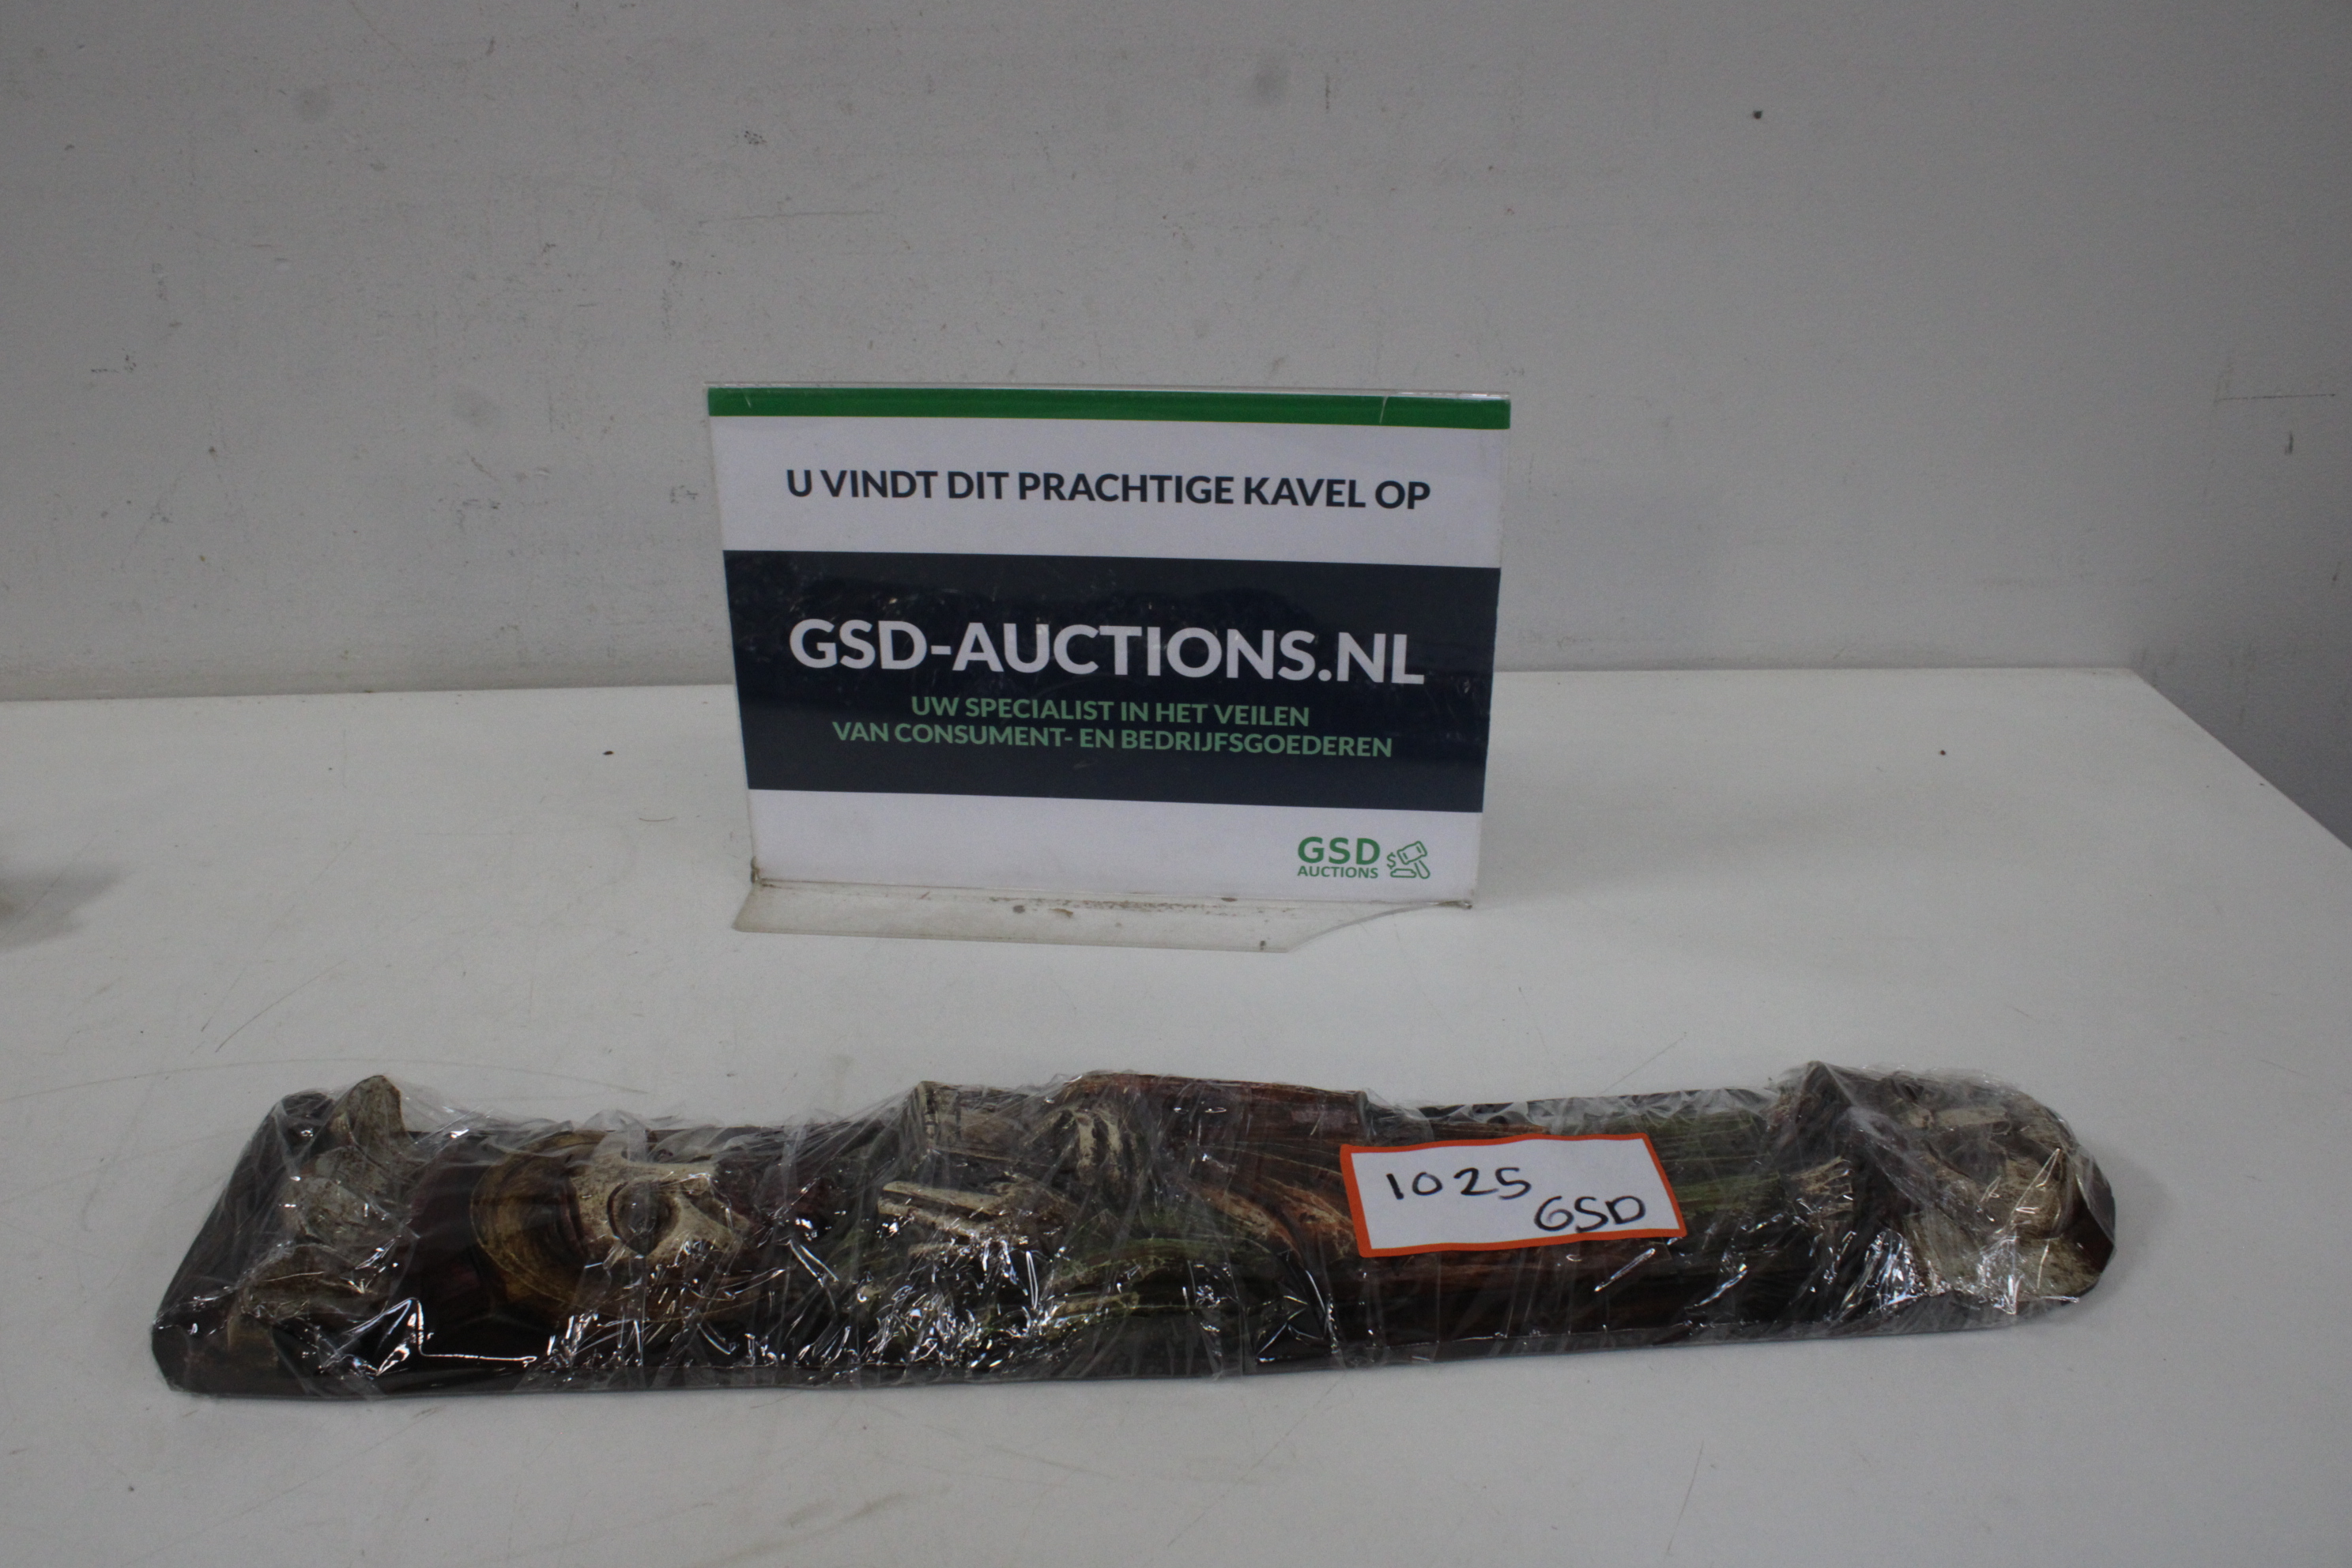 U VINDT DIT PRACHTIGE KAVEL OP
GSD-AUCTIONS.NL
UW SPECIALIST IN HET VEILEN
VAN CONSUMENT- EN BEDRIJFSGOEDEREN
GSD
AUCTIONS
1025
GSD